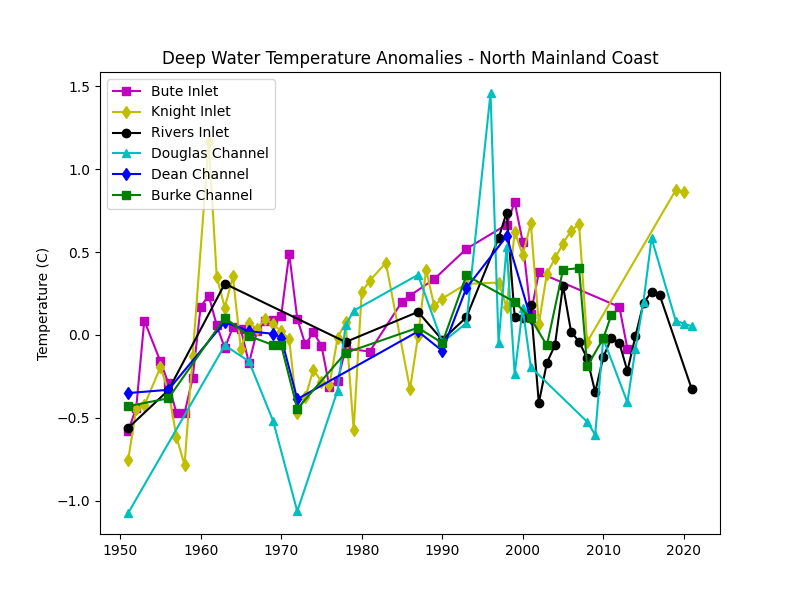 Deep Water Temperature Anomalies - North Mainland Coast
Temperature (C)
1.5
1.0
0.5
0.0
−0.5
−1.0
Bute Inlet
Knight Inlet
Rivers Inlet
Douglas Channel
Dean Channel
Burke Channel
1950 1960 1970 1980 1990 2000 2010 2020